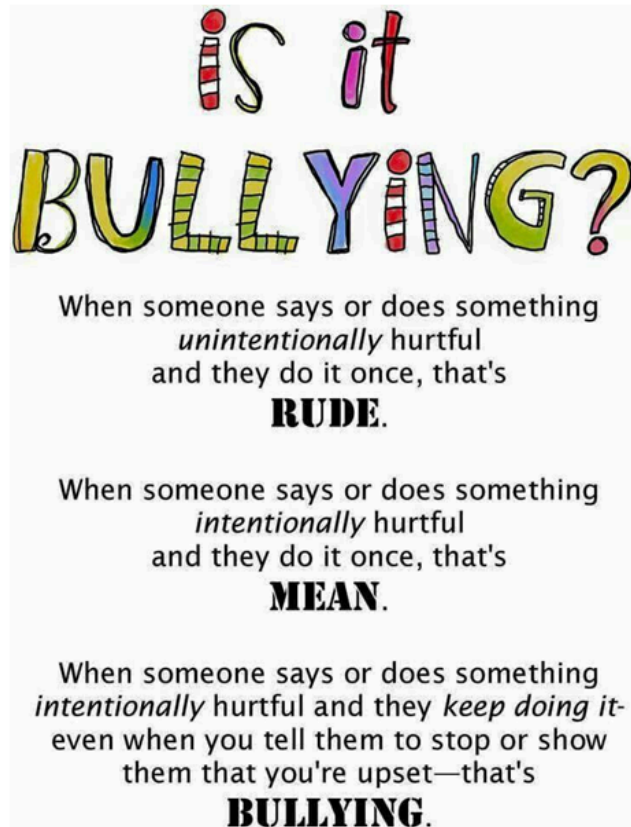 is it
BULLYiNG?
When someone says or does something
unintentionally hurtful
and they do it once, that's
RUDE.
When someone says or does something
intentionally hurtful
and they do it once, that's
MEAN.
When someone says or does something
intentionally hurtful and they keep doing it-
even when you tell them to stop or show
them that you're upset—that's
BULLYING.